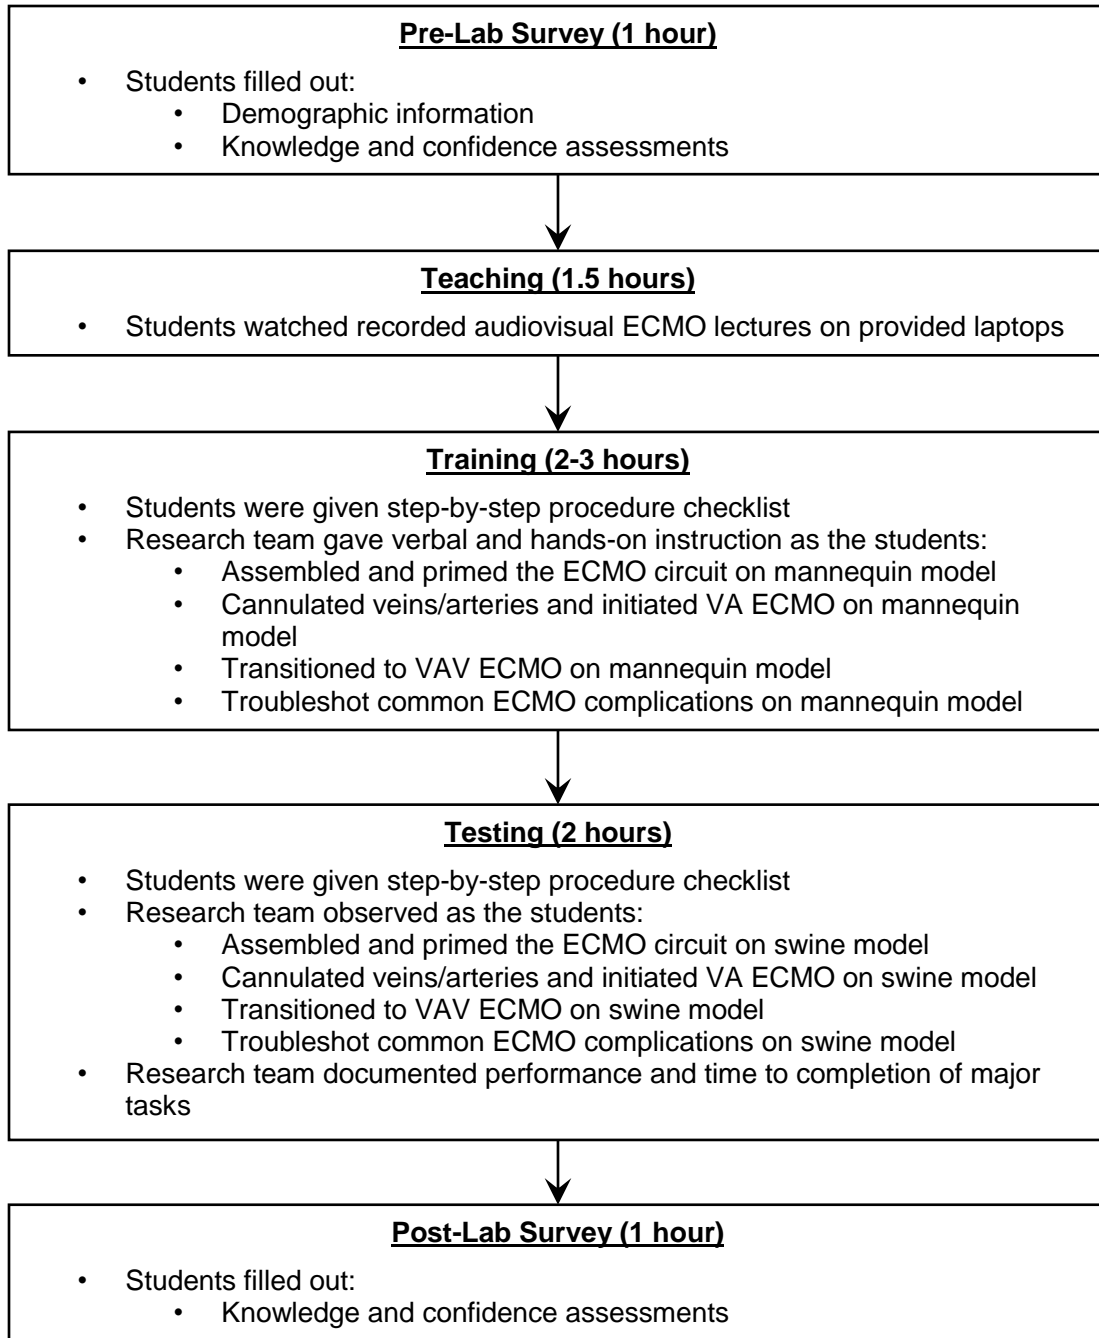 Pre-Lab Survey (1 hour)
• Students filled out:
• Demographic information
• Knowledge and confidence assessments
Teaching (1.5 hours)
• Students watched recorded audiovisual ECMO lectures on provided laptops
Training (2-3 hours)
• Students were given step-by-step procedure checklist
• Research team gave verbal and hands-on instruction as the students:
• Assembled and primed the ECMO circuit on mannequin model
• Cannulated veins/arteries and initiated VA ECMO on mannequin
model
• Transitioned to VAV ECMO on mannequin model
• Troubleshot common ECMO complications on mannequin model
Testing (2 hours)
• Students were given step-by-step procedure checklist
• Research team observed as the students:
• Assembled and primed the ECMO circuit on swine model
• Cannulated veins/arteries and initiated VA ECMO on swine model
• Transitioned to VAV ECMO on swine model
• Troubleshot common ECMO complications on swine model
• Research team documented performance and time to completion of major
tasks
Post-Lab Survey (1 hour)
• Students filled out:
• Knowledge and confidence assessments